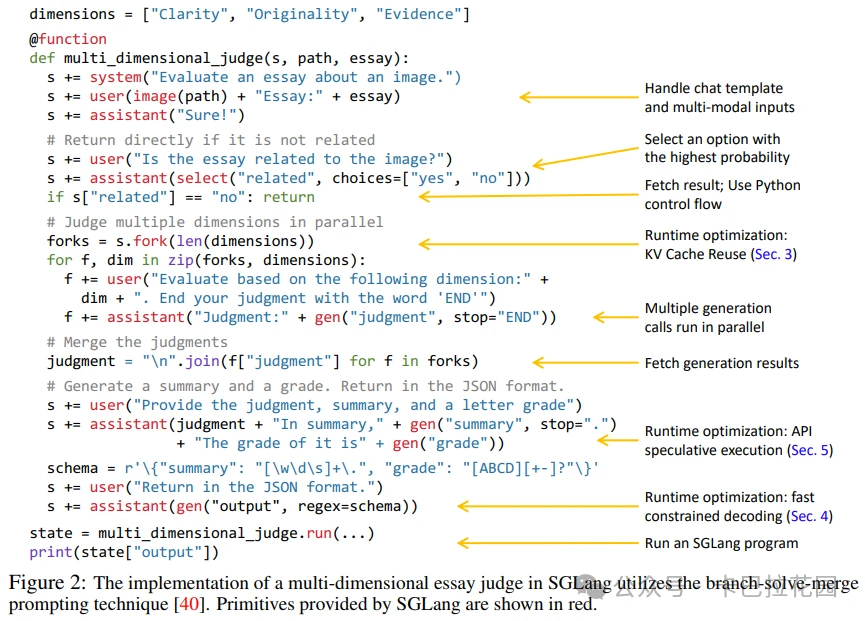 dimensions = ["Clarity", "Originality", "Evidence"]
@function
def multi_dimensional_judge(s, path, essay):
s += system("Evaluate an essay about an image.")
s += user(image(path) + "Essay:" + essay)
s += assistant("Sure!")
Handle chat template
and multi-modal inputs
# Return directly if it is not related
s += user("Is the essay related to the image?")
s += assistant(select("related", choices=["yes", "no"]))
if s["related"] == "no": return
Select an option with
the highest probability
Fetch result; Use Python
control flow
# Judge multiple dimensions in parallel
forks = s.fork(len(dimensions))
for f, dim in zip(forks, dimensions):
f += user("Evaluate based on the following dimension:" +
dim + ". End your judgment with the word 'END'")
f += assistant("Judgment:" + gen("judgment", stop="END"))
Runtime optimization:
KV Cache Reuse (Sec. 3)
Multiple generation
calls run in parallel
# Merge the judgments
judgment = "\n".join(f["judgment"] for f in forks)
Fetch generation results
# Generate a summary and a grade. Return in the JSON format.
s += user("Provide the judgment, summary, and a letter grade")
s += assistant(judgment + "In summary," + gen("summary", stop=".")
+ "The grade of it is" + gen("grade"))
Runtime optimization: API
speculative execution (Sec. 5)
schema = r'\{"summary": "[\w\d\s]+\.", "grade": "[ABCD][+-]?"\}'
s += user("Return in the JSON format.")
s += assistant(gen("output", regex=schema))
Runtime optimization: fast
constrained decoding (Sec. 4)
state = multi_dimensional_judge.run(...)
print(state["output"])
Run an SGLang program
Figure 2: The implementation of a multi-dimensional essay judge in SGLang utilizes the branch-solve-merge
prompting technique [40]. Primitives provided by SGLang are shown in red.
公众号 · 卡巴拉花园